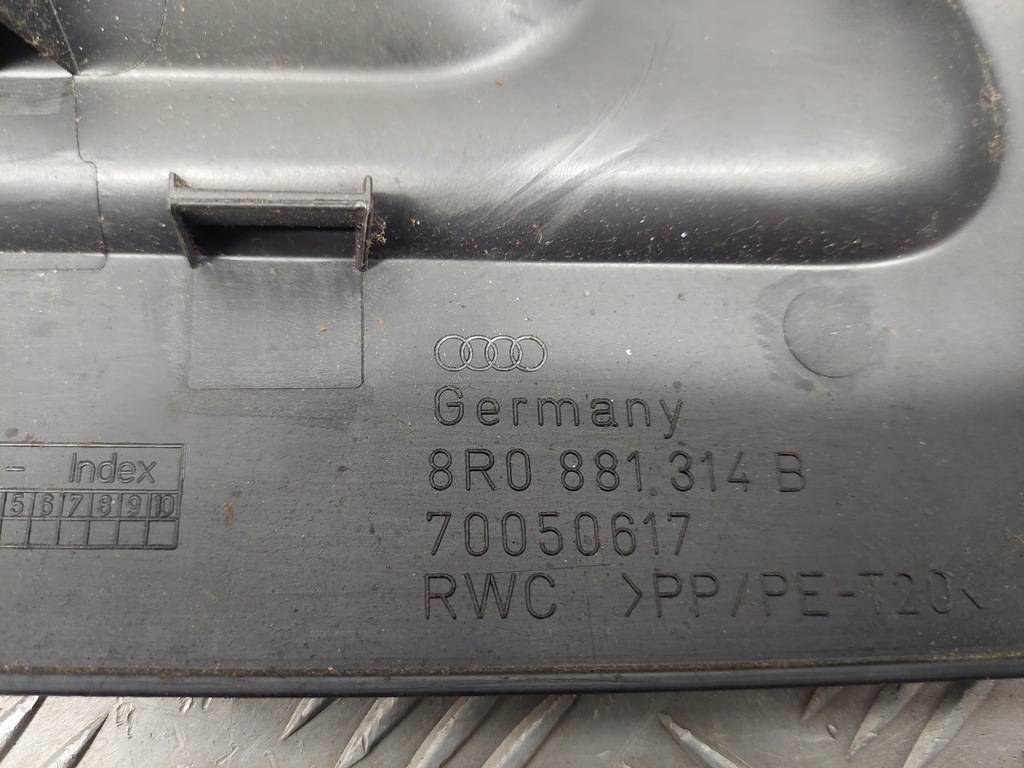 Germany
8R0 881 314 B
70050617
RWC >PP/PE-T20<
- Index
5 6 7 8 9 10